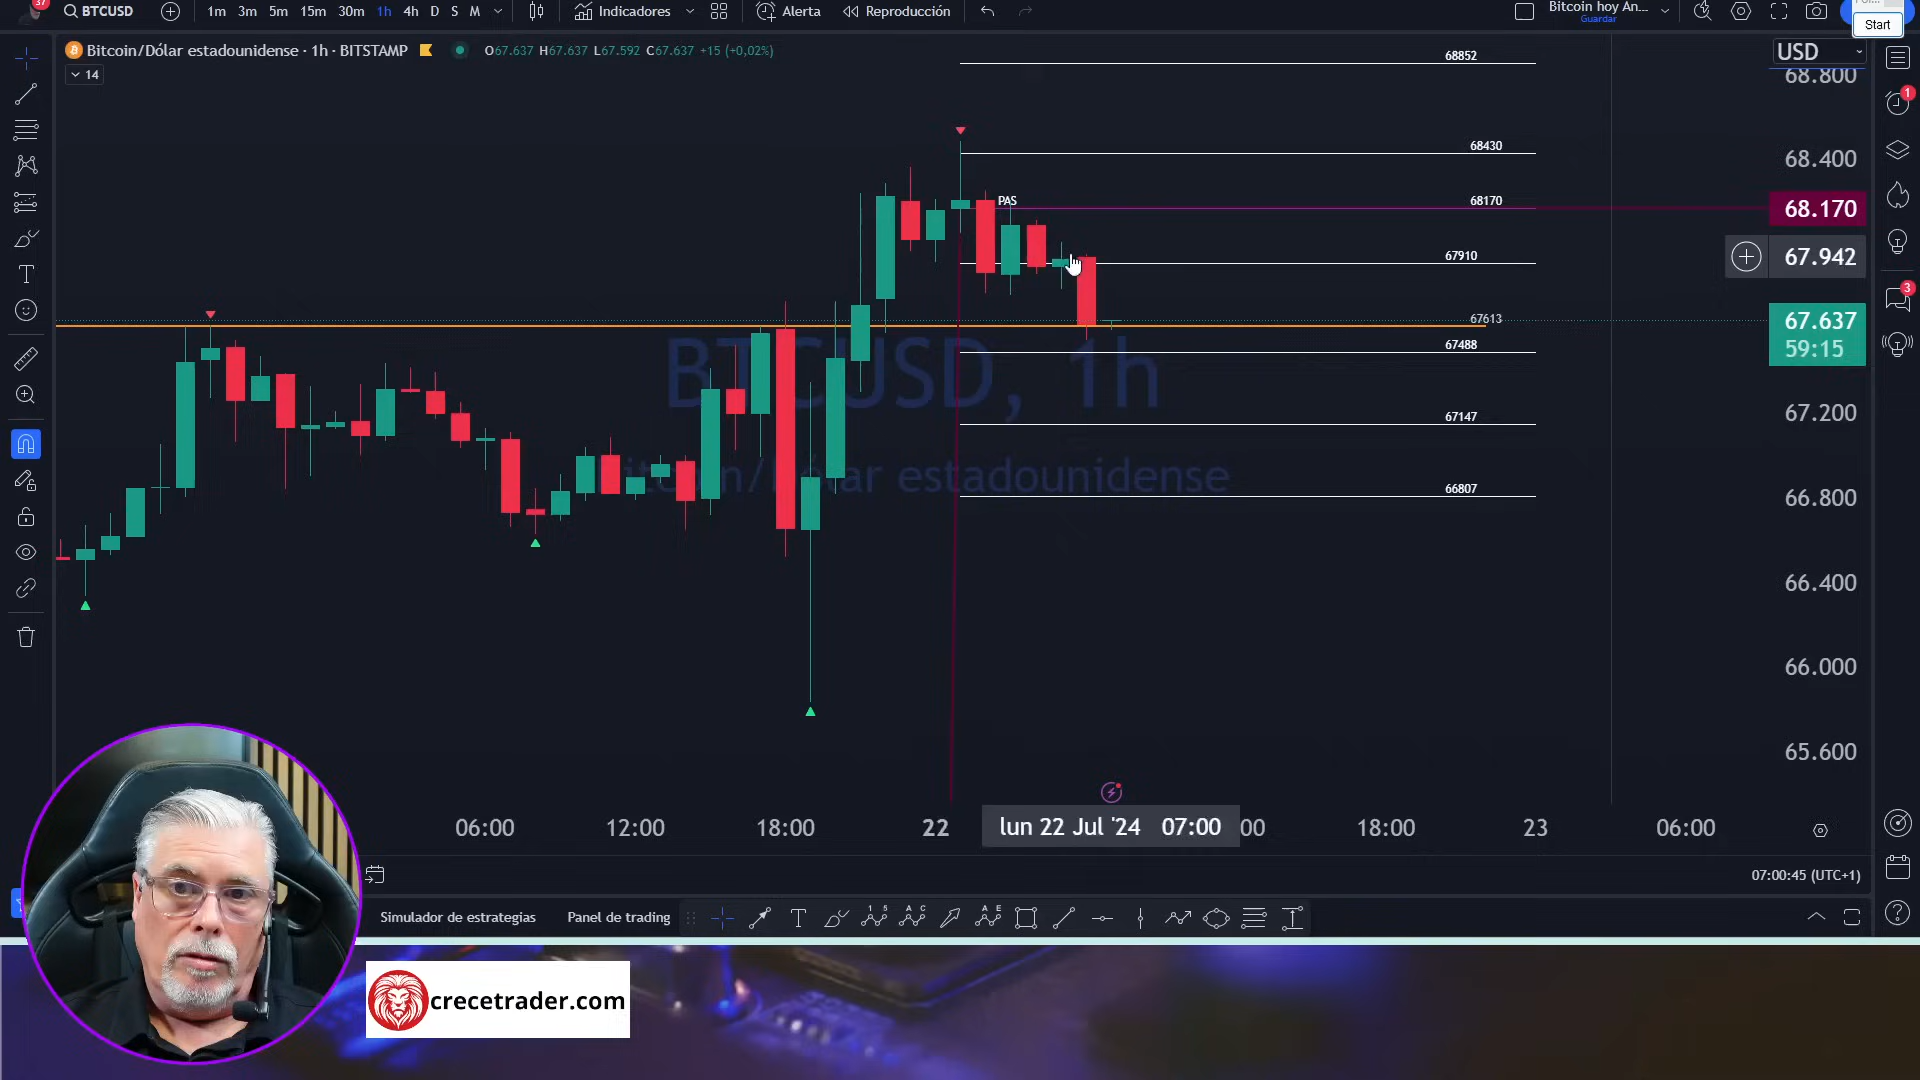 37
BTCUSD
1m 3m 5m 15m 30m 1h 4h D S M
Indicadores
Alerta
Reproducción
Bitcoin hoy An...
Guardar
Start
Bitcoin/Dólar estadounidense · 1h · BITSTAMP
O67.637 H67.637 L67.592 C67.637 +15 (+0,02%)
USD
14
68852
68.800
68430
68.400
PAS
68170
68.170
67910
67.942
67613
67.637
59:15
67488
BTCUSD, 1h
67147
67.200
Bitcoin/Dólar estadounidense
66807
66.800
66.400
66.000
65.600
1
3
06:00
12:00
18:00
22
lun 22 Jul '24 07:00
00
18:00
23
06:00
07:00:45 (UTC+1)
Simulador de estrategias
Panel de trading
crecetrader.com